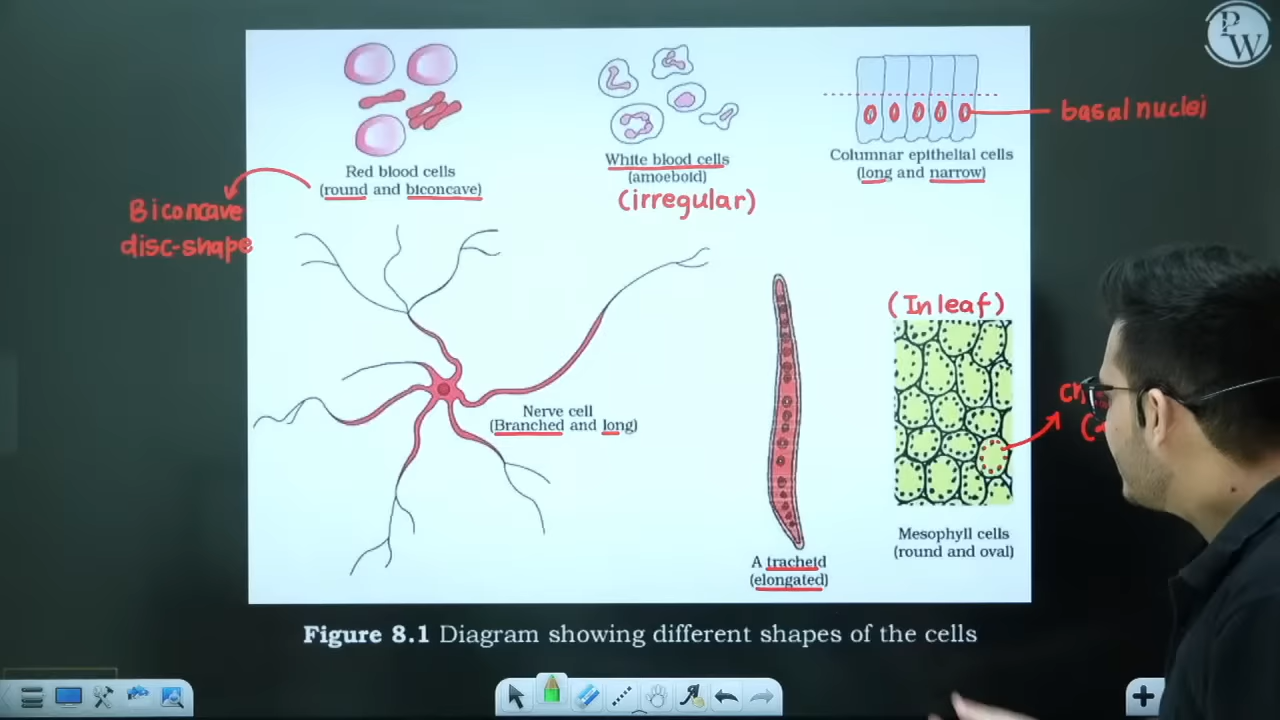 PW
Red blood cells
(round and biconcave)
White blood cells
(amoeboid)
(irregular)
Columnar epithelial cells
(long and narrow)
basal nuclei
Biconcave
disc-shape
Nerve cell
(Branched and long)
A tracheid
(elongated)
(In leaf)
Mesophyll cells
(round and oval)
Figure 8.1 Diagram showing different shapes of the cells